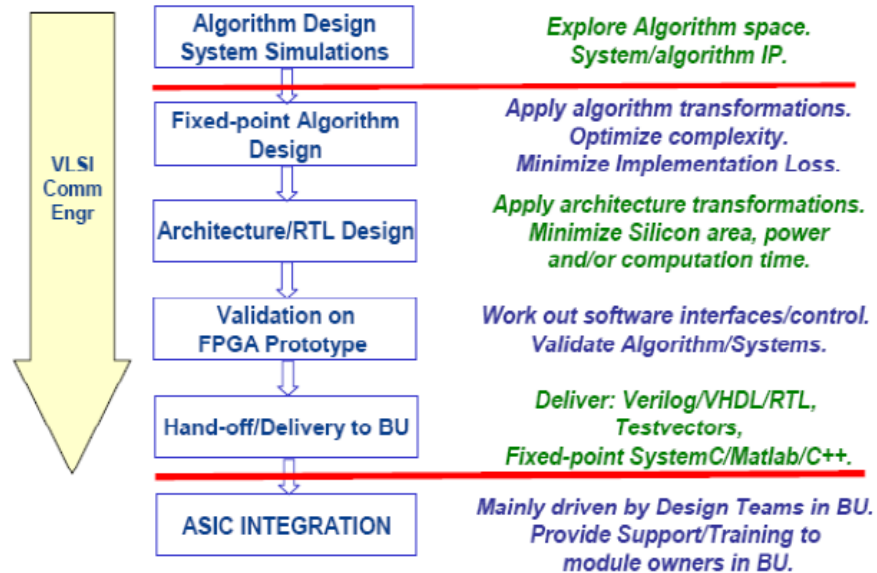 Algorithm Design
System Simulations
Explore Algorithm space.
System/algorithm IP.
VLSI
Comm
Engr
Fixed-point Algorithm
Design
Apply algorithm transformations.
Optimize complexity.
Minimize Implementation Loss.
Architecture/RTL Design
Apply architecture transformations.
Minimize Silicon area, power
and/or computation time.
Validation on
FPGA Prototype
Work out software interfaces/control.
Validate Algorithm/Systems.
Hand-off/Delivery to BU
Deliver: Verilog/VHDL/RTL,
Testvectors,
Fixed-point SystemC/Matlab/C++.
ASIC INTEGRATION
Mainly driven by Design Teams in BU.
Provide Support/Training to
module owners in BU.